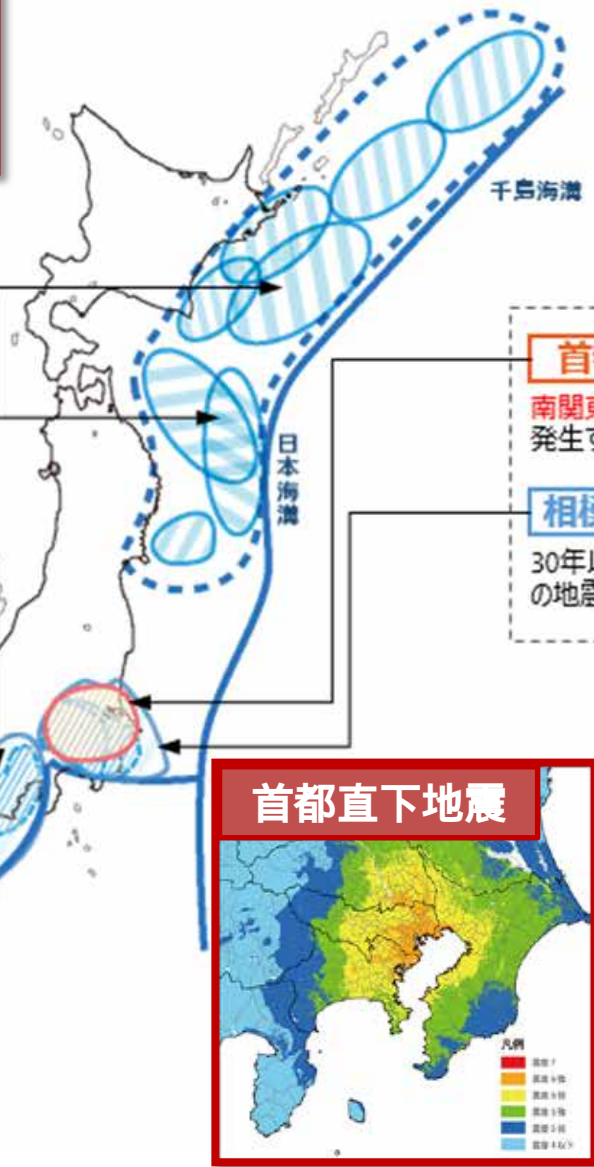 千島海溝
首
南関東
発生す
日本海溝
相
30年以
の地震
首都直下地震
凡例
震度7
震度6強
震度6弱
震度5強
震度5弱
震度4以下